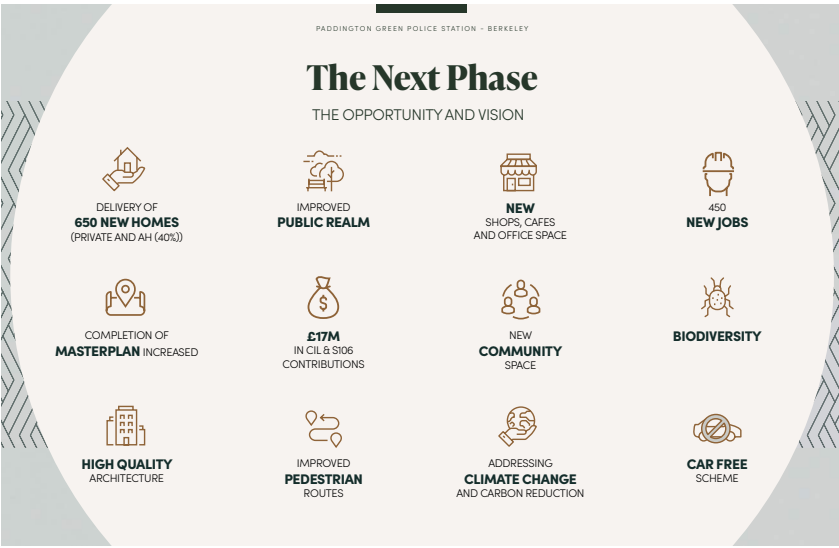 PADDINGTON GREEN POLICE STATION - BERKELEY
The Next Phase
THE OPPORTUNITY AND VISION
DELIVERY OF
650 NEW HOMES
(PRIVATE AND AH (40%))
IMPROVED
PUBLIC REALM
NEW
SHOPS, CAFES
AND OFFICE SPACE
450
NEW JOBS
COMPLETION OF
MASTERPLAN INCREASED
$
£17M
IN CIL & S106
CONTRIBUTIONS
NEW
COMMUNITY
SPACE
BIODIVERSITY
HIGH QUALITY
ARCHITECTURE
IMPROVED
PEDESTRIAN
ROUTES
ADDRESSING
CLIMATE CHANGE
AND CARBON REDUCTION
CAR FREE
SCHEME